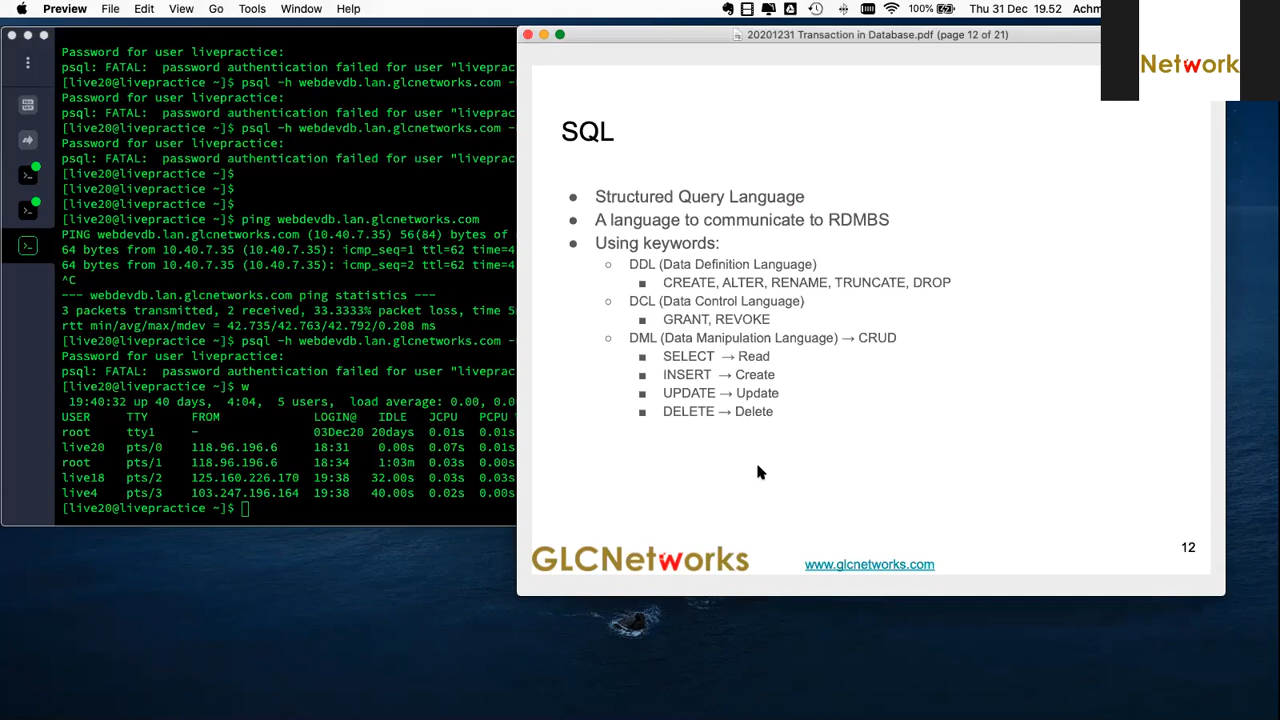 Preview File Edit View Go Tools Window Help 100% Thu 31 Dec 19.52 Achm
Password for user livepractice:
psql: FATAL: password authentication failed for user "liveprac
[live20@livepractice ~]$ psql -h webdevdb.lan.glcnetworks.com -
Password for user livepractice:
psql: FATAL: password authentication failed for user "liveprac
[live20@livepractice ~]$ psql -h webdevdb.lan.glcnetworks.com -
Password for user livepractice:
psql: FATAL: password authentication failed for user "liveprac
[live20@livepractice ~]$
[live20@livepractice ~]$
[live20@livepractice ~]$
[live20@livepractice ~]$ ping webdevdb.lan.glcnetworks.com
PING webdevdb.lan.glcnetworks.com (10.40.7.35) 56(84) bytes of
64 bytes from 10.40.7.35 (10.40.7.35): icmp_seq=1 ttl=62 time=4
64 bytes from 10.40.7.35 (10.40.7.35): icmp_seq=2 ttl=62 time=4
^C
--- webdevdb.lan.glcnetworks.com ping statistics ---
3 packets transmitted, 2 received, 33.3333% packet loss, time 5
rtt min/avg/max/mdev = 42.735/42.763/42.792/0.208 ms
[live20@livepractice ~]$ psql -h webdevdb.lan.glcnetworks.com -
Password for user livepractice:
psql: FATAL: password authentication failed for user "liveprac
[live20@livepractice ~]$ w
19:40:32 up 40 days, 4:04, 5 users, load average: 0.00, 0.0
USER TTY FROM LOGIN@ IDLE JCPU PCPU
root tty1 - 03Dec20 20days 0.01s 0.01s
live20 pts/0 118.96.196.6 18:31 0.00s 0.07s 0.01s
root pts/1 118.96.196.6 18:34 1:03m 0.03s 0.00s
live18 pts/2 125.160.226.170 19:38 32.00s 0.03s 0.03s
live4 pts/3 103.247.196.164 19:38 40.00s 0.02s 0.00s
[live20@livepractice ~]$
20201231 Transaction in Database.pdf (page 12 of 21)
Network
SQL
● Structured Query Language
● A language to communicate to RDMBS
● Using keywords:
○ DDL (Data Definition Language)
■ CREATE, ALTER, RENAME, TRUNCATE, DROP
○ DCL (Data Control Language)
■ GRANT, REVOKE
○ DML (Data Manipulation Language) → CRUD
■ SELECT → Read
■ INSERT → Create
■ UPDATE → Update
■ DELETE → Delete
12
GLCNetworks www.glcnetworks.com